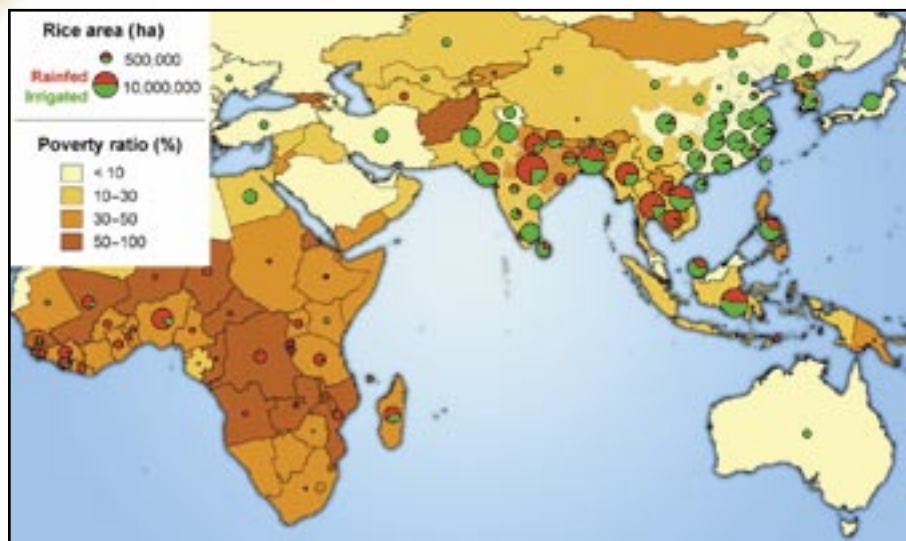 Rice area (ha)
500,000
Rainfed
Irrigated
10,000,000
Poverty ratio (%)
< 10
10–30
30–50
50–100